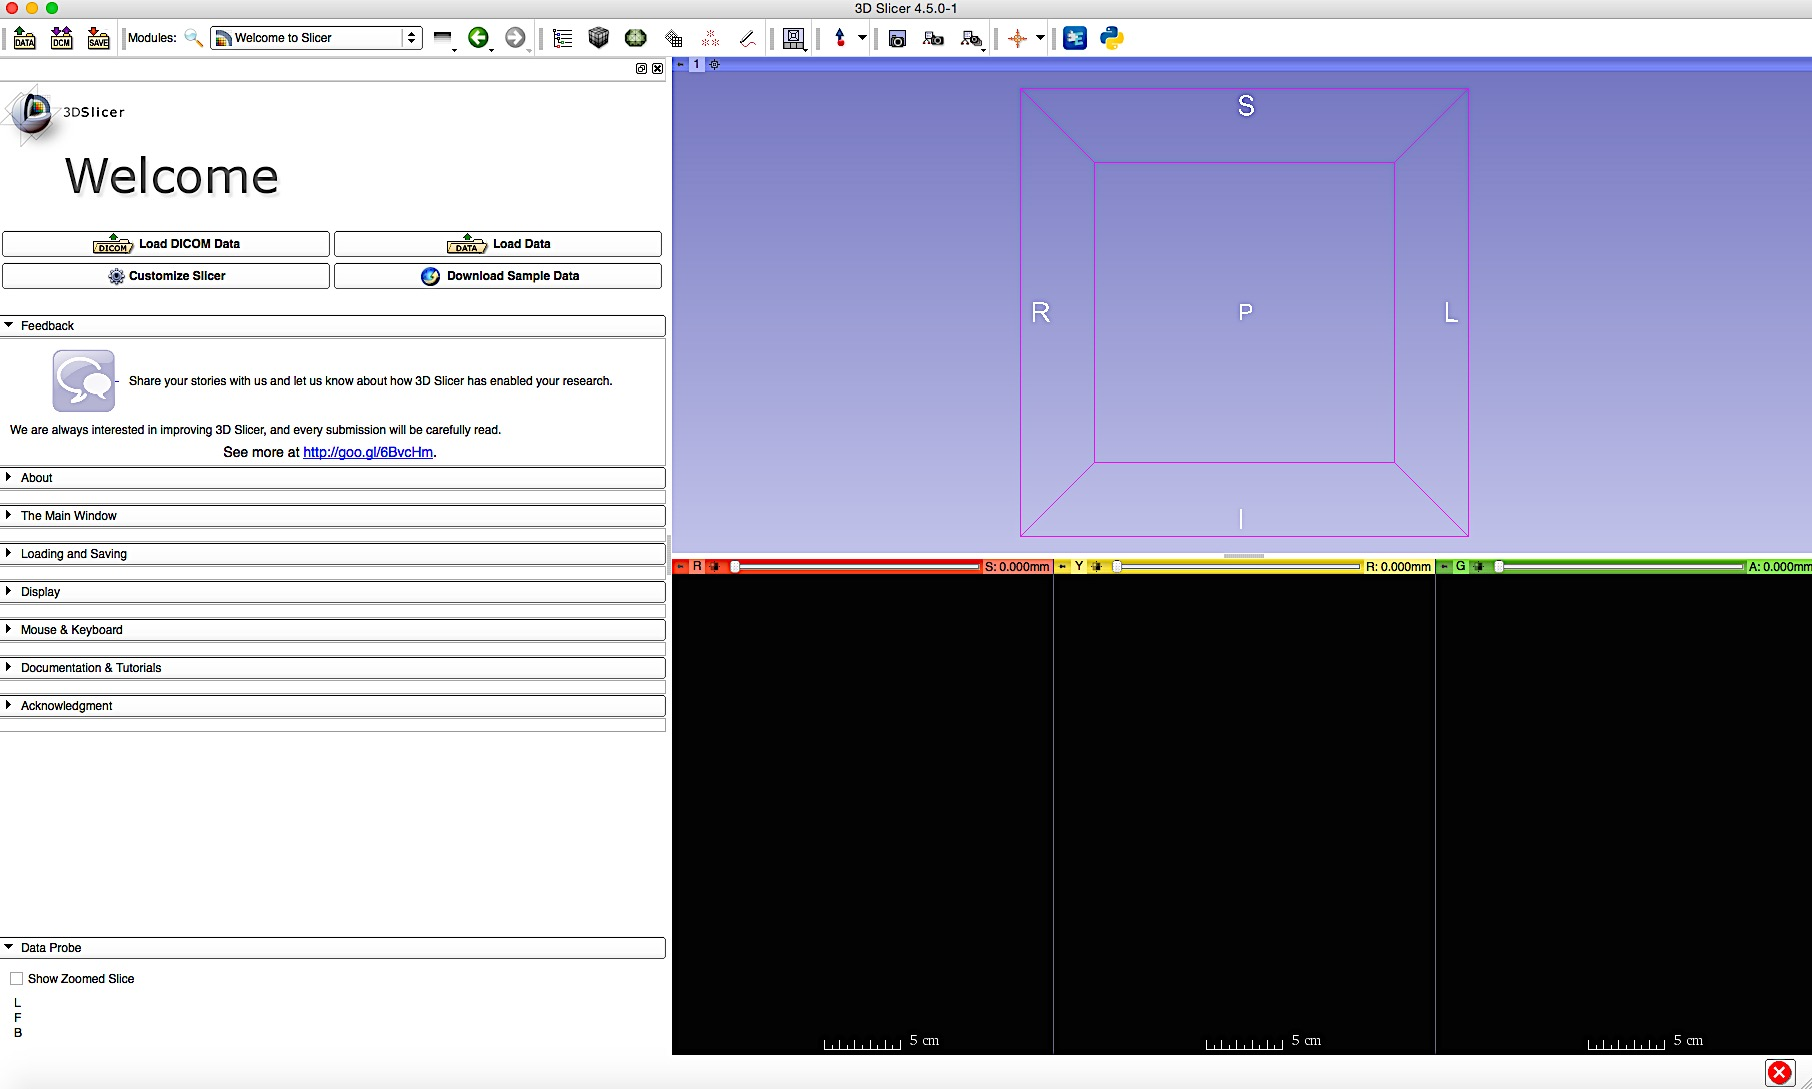 3D Slicer 4.5.0-1
DATA DCM SAVE Modules: Welcome to Slicer
1
3DSlicer
Welcome
S
DICOM Load DICOM Data DATA Load Data
Customize Slicer Download Sample Data
R P L
Feedback
Share your stories with us and let us know about how 3D Slicer has enabled your research.
We are always interested in improving 3D Slicer, and every submission will be carefully read.
See more at http://goo.gl/6BvcHm.
About
The Main Window
I
Loading and Saving
R S: 0.000mm Y R: 0.000mm G A: 0.000mm
Display
Mouse & Keyboard
Documentation & Tutorials
Acknowledgment
Data Probe
Show Zoomed Slice
L
F
B
5 cm 5 cm 5 cm